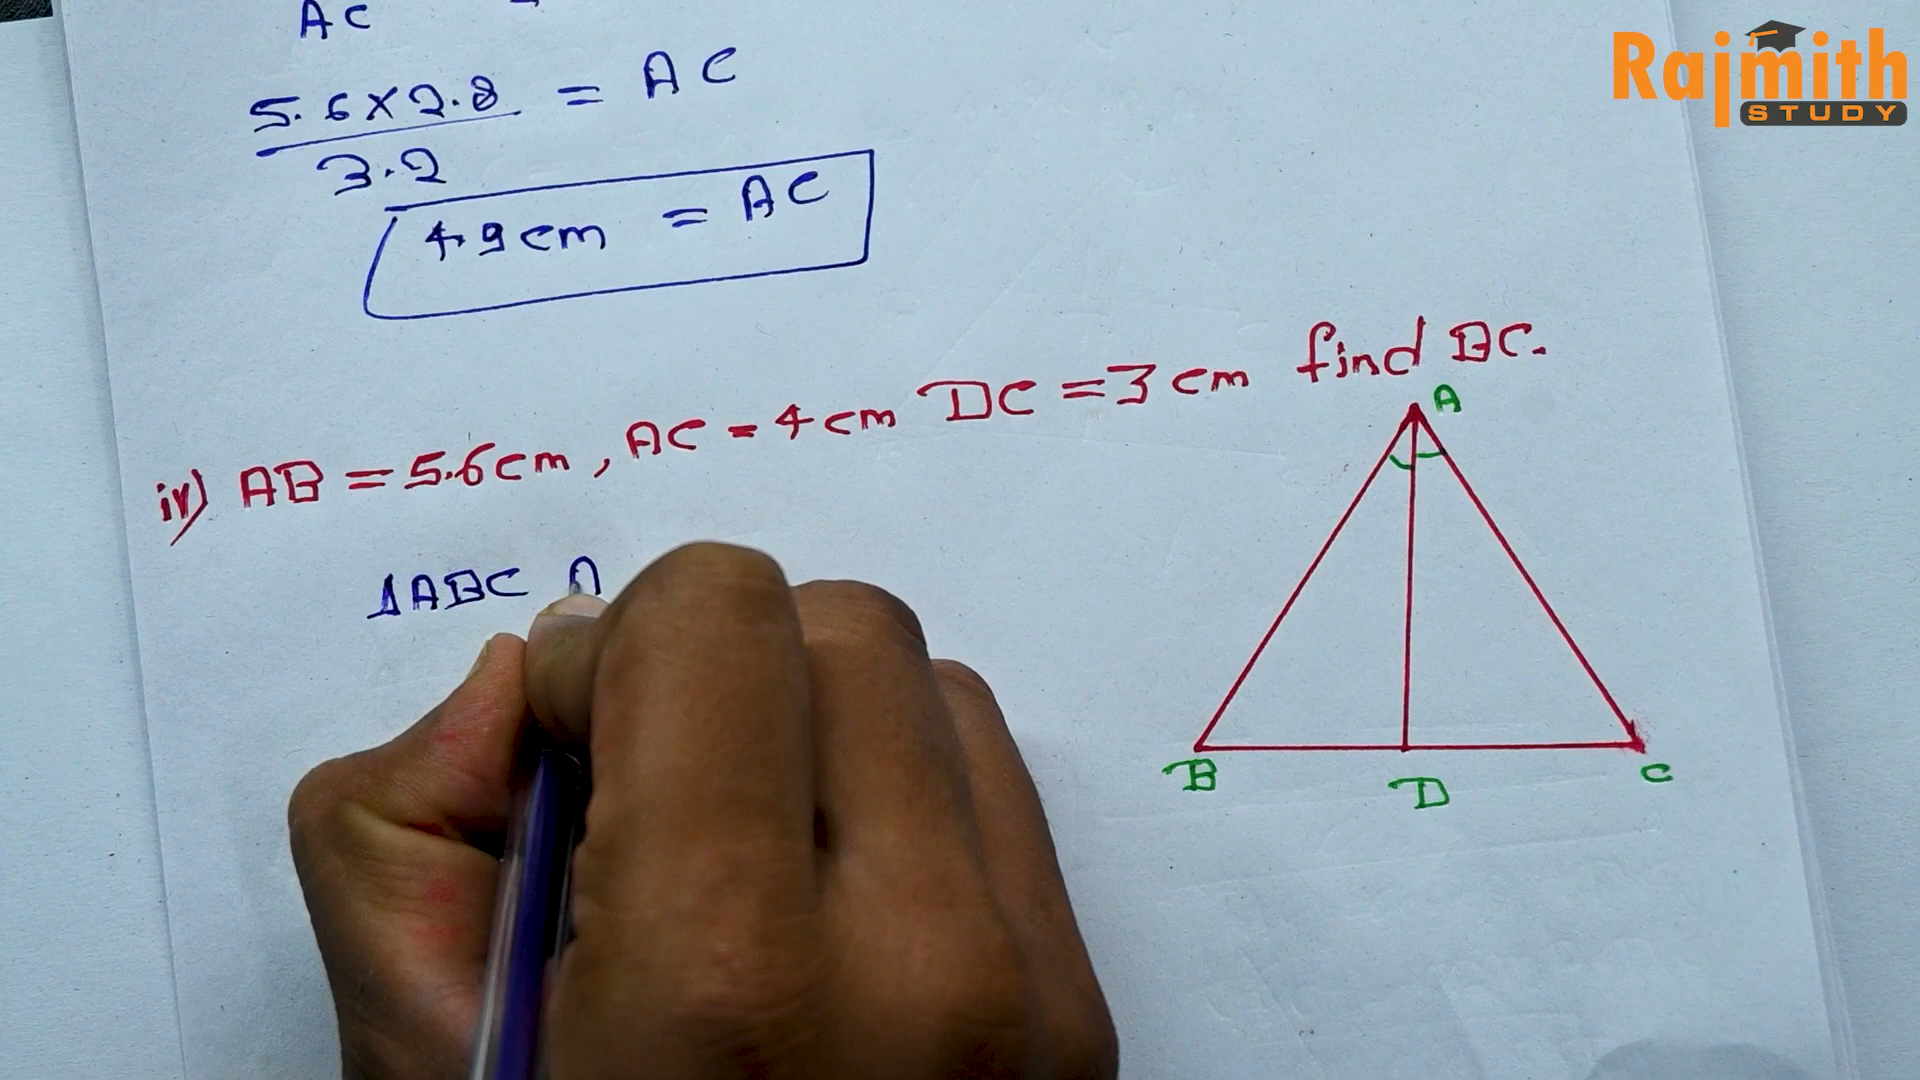 AC
5.6×2.8 = AC
3.2
4.9cm = AC
iv) AB = 5.6cm, AC = 4cm DC = 3cm find BC.
ΔABC A
A
B
D
C
Rajmith
STUDY